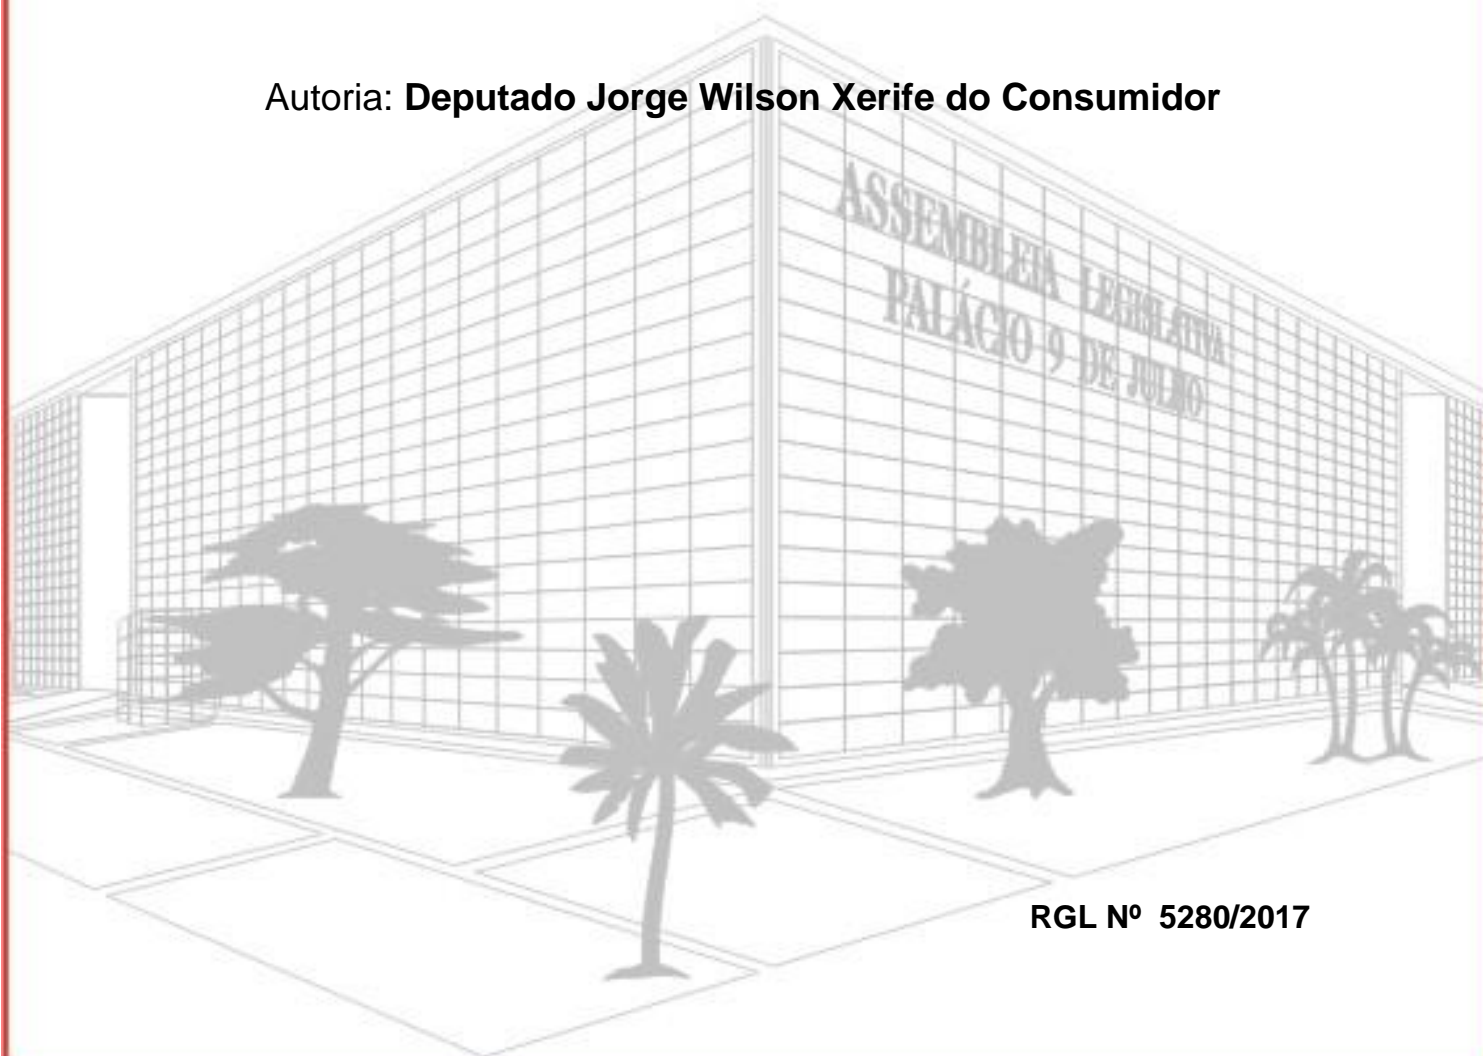 Autoria: Deputado Jorge Wilson Xerife do Consumidor
ASSEMBLEIA LEGISLATIVA
PALÁCIO 9 DE JULHO
RGL Nº 5280/2017